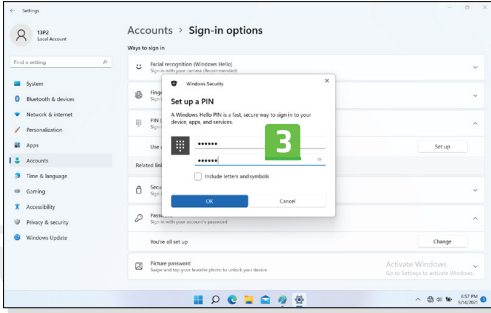 Settings
13P2
Local Account
Find a setting
System
Bluetooth & devices
Network & internet
Personalization
Apps
Accounts
Time & language
Gaming
Accessibility
Privacy & security
Windows Update
Accounts > Sign-in options
Ways to sign in
Facial recognition (Windows Hello)
Sign in with your camera (Recommended)
PIN (
Set up
Sign in with your account's password
You're all set up
Change
Picture password
Swipe and tap your favorite photo to unlock your device
Windows Security
Set up a PIN
A Windows Hello PIN is a fast, secure way to sign in to your
device, apps, and services.
3
Include letters and symbols
OK
Cancel
Activate Windows
Go to Settings to activate Windows.
8:57 PM